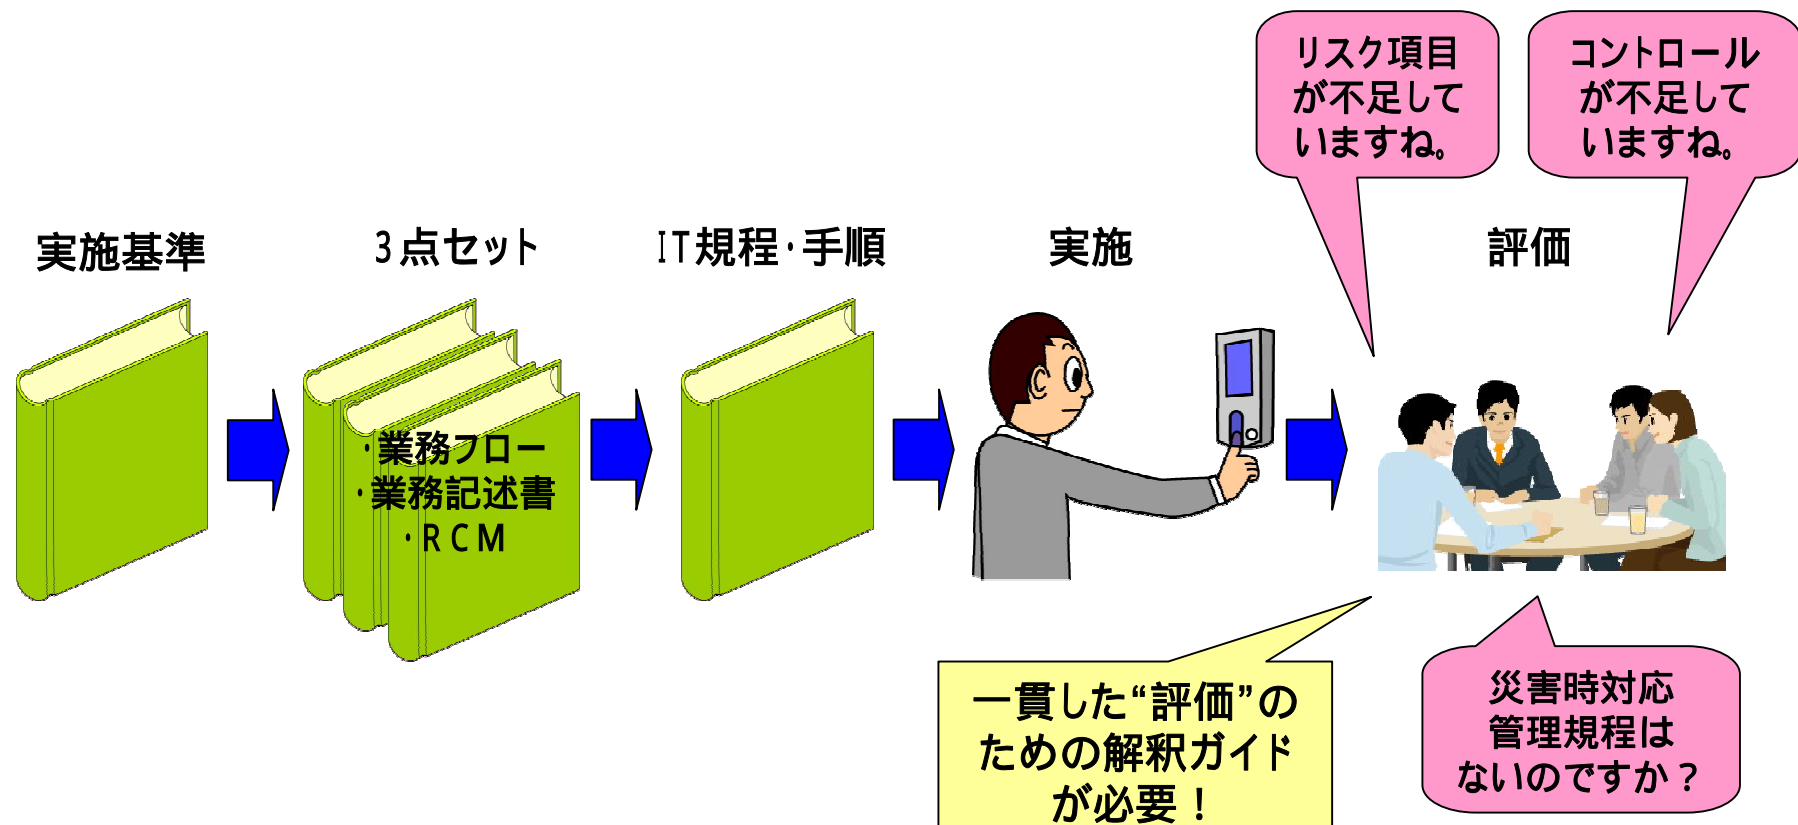 リスク項目
が不足して
いますね。
コントロール
が不足して
いますね。
実施基準
3点セット
IT規程・手順
実施
評価
・業務フロー
・業務記述書
・RCM
一貫した“評価”の
ための解釈ガイド
が必要！
災害時対応
管理規程は
ないのですか？